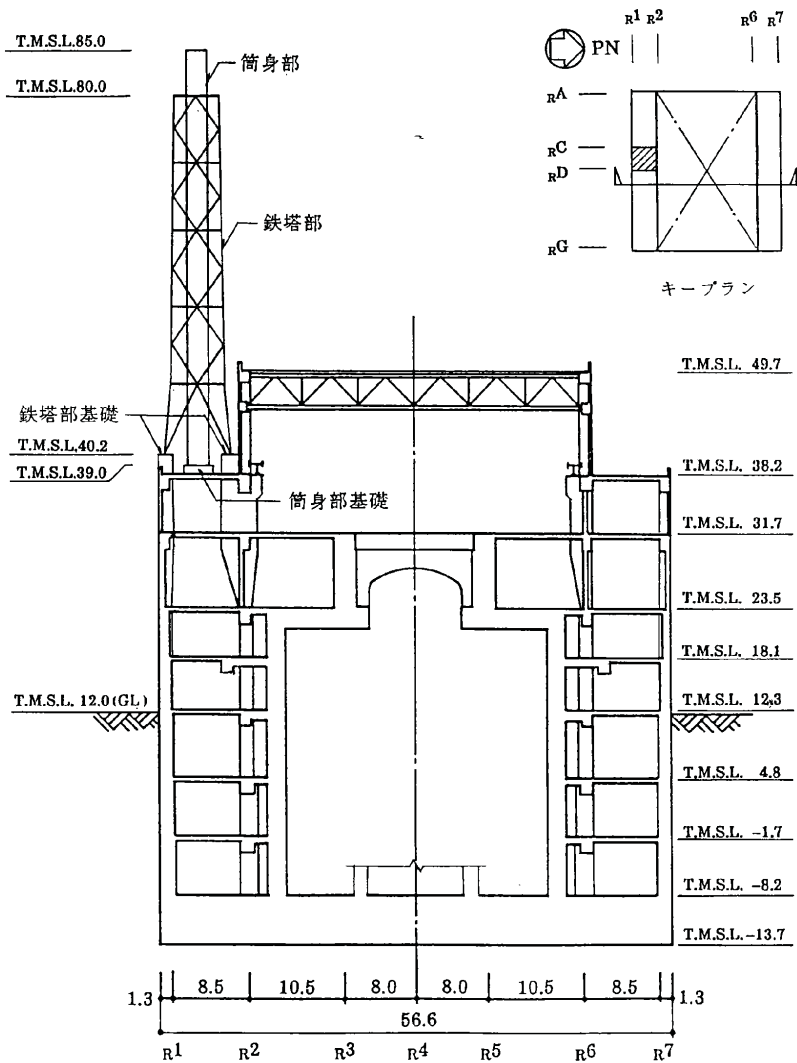 T.M.S.L.85.0
T.M.S.L.80.0
筒身部
鉄塔部
鉄塔部基礎
T.M.S.L.40.2
T.M.S.L.39.0
筒身部基礎
T.M.S.L. 12.0(GL)
R1 R2 R6 R7
PN
RA
RC
RD
RG
キープラン
T.M.S.L. 49.7
T.M.S.L. 38.2
T.M.S.L. 31.7
T.M.S.L. 23.5
T.M.S.L. 18.1
T.M.S.L. 12.3
T.M.S.L. 4.8
T.M.S.L. -1.7
T.M.S.L. -8.2
T.M.S.L.-13.7
1.3 8.5 10.5 8.0 8.0 10.5 8.5 1.3
56.6
R1 R2 R3 R4 R5 R6 R7